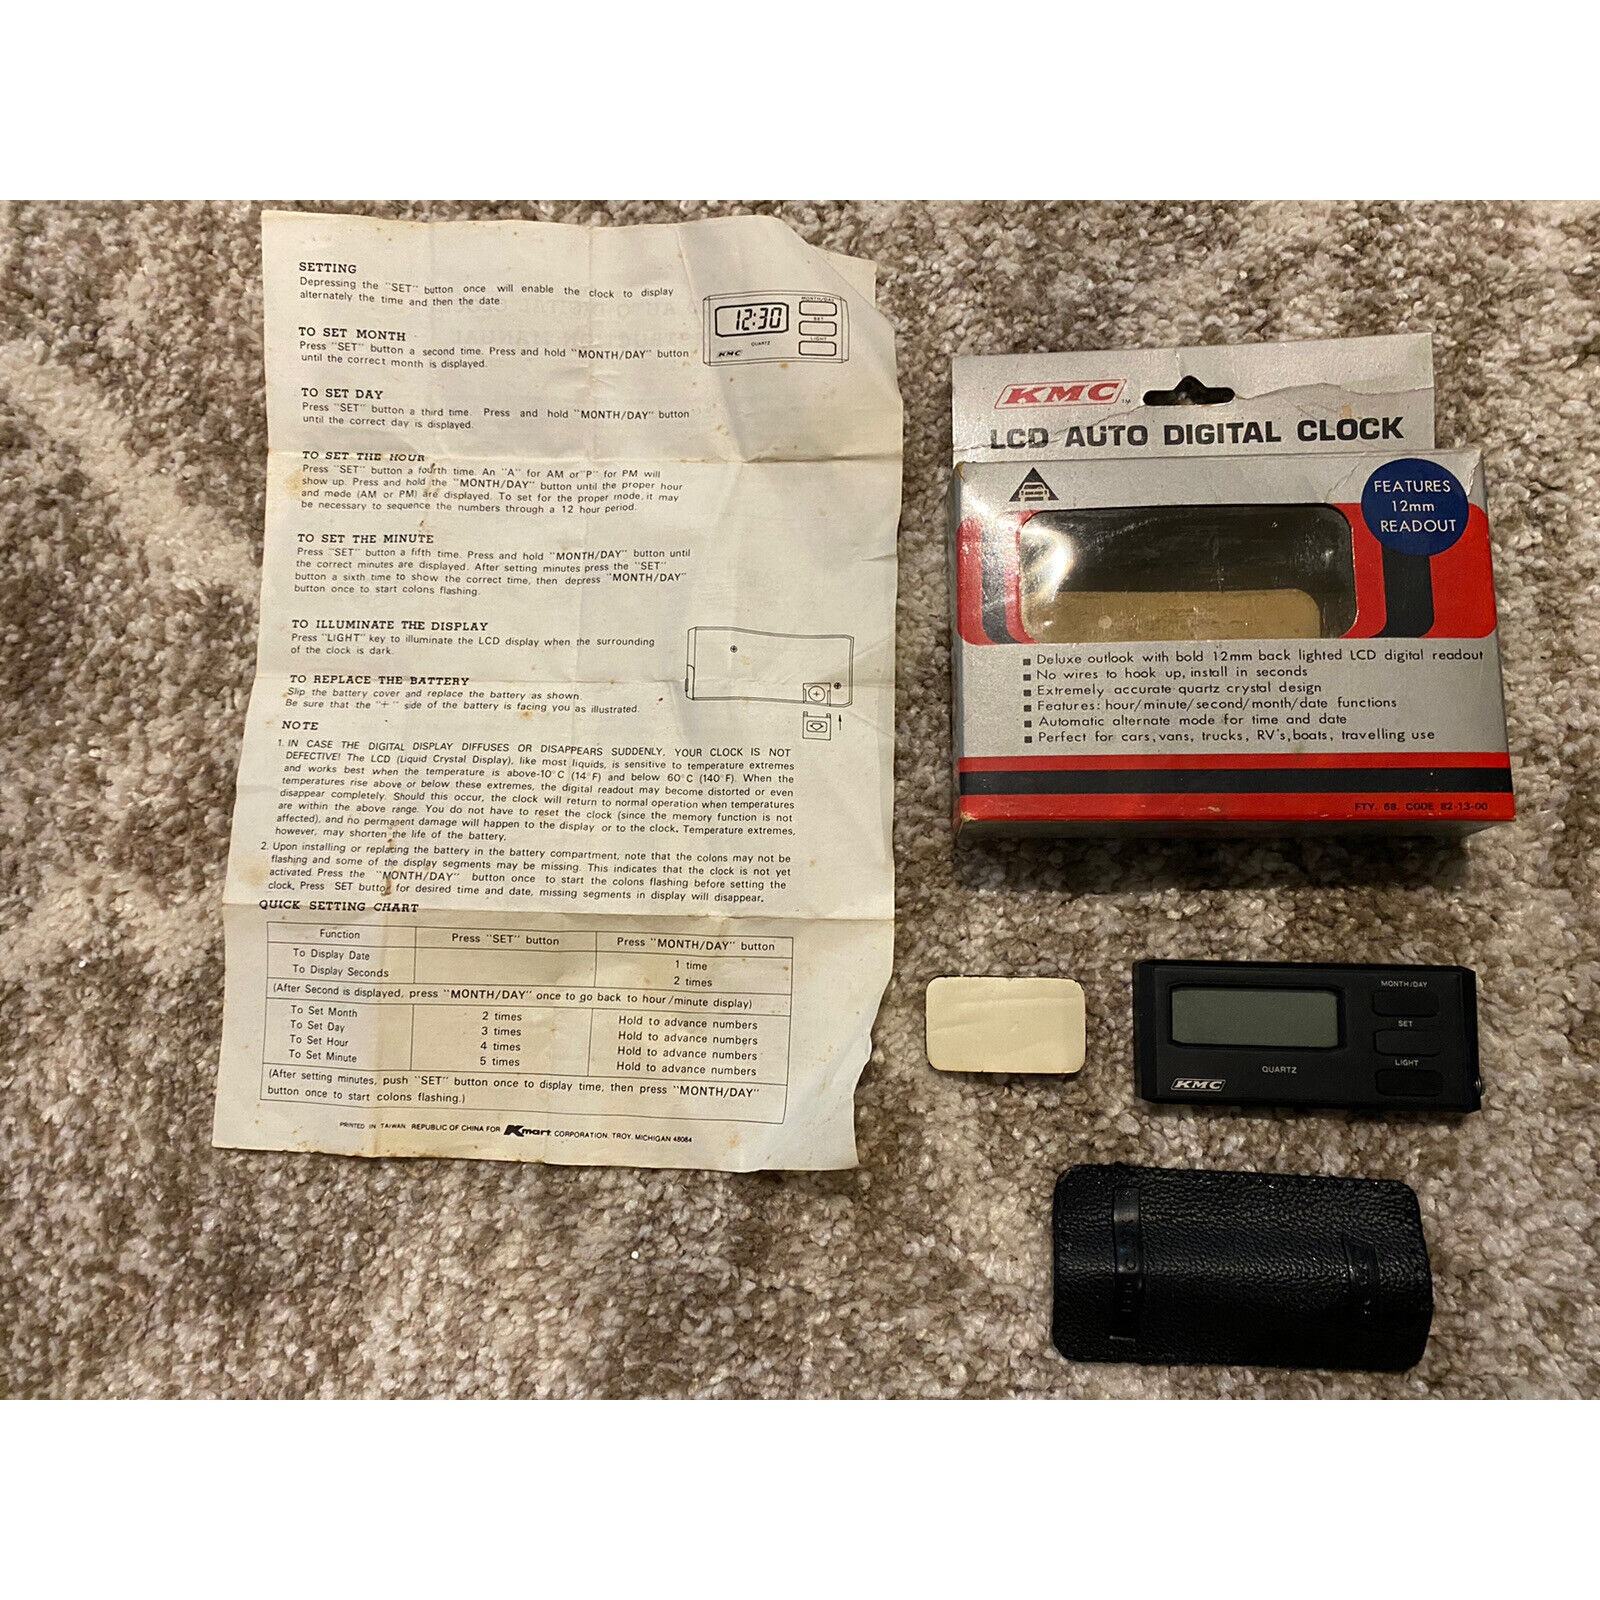 SETTING
Depressing the "SET" button once will enable the clock to display
alternately the time and then the date.
TO SET MONTH
Press "SET" button a second time. Press and hold "MONTH/DAY" button
until the correct month is displayed.
TO SET DAY
Press "SET" button a third time. Press and hold "MONTH/DAY" button
until the correct day is displayed.
TO SET THE HOUR
Press "SET" button a fourth time. An "A" for AM or "P" for PM will
show up. Press and hold the "MONTH/DAY" button until the proper hour
and mode (AM or PM) are displayed. To set for the proper mode, it may
be necessary to sequence the numbers through a 12 hour period.
TO SET THE MINUTE
Press "SET" button a fifth time. Press and hold "MONTH/DAY" button until
the correct minutes are displayed. After setting minutes press the "SET"
button a sixth time to show the correct time, then depress "MONTH/DAY"
button once to start colons flashing.
TO ILLUMINATE THE DISPLAY
Press "LIGHT" key to illuminate the LCD display when the surrounding
of the clock is dark.
TO REPLACE THE BATTERY
Slip the battery cover and replace the battery as shown.
Be sure that the "+" side of the battery is facing you as illustrated.
NOTE
1. IN CASE THE DIGITAL DISPLAY DIFFUSES OR DISAPPEARS SUDDENLY, YOUR CLOCK IS NOT
DEFECTIVE! The LCD (Liquid Crystal Display), like most liquids, is sensitive to temperature extremes
and works best when the temperature is above-10°C (14°F) and below 60°C (140°F). When the
temperatures rise above or below these extremes, the digital readout may become distorted or even
disappear completely. Should this occur, the clock will return to normal operation when temperatures
are within the above range. You do not have to reset the clock (since the memory function is not
affected), and no permanent damage will happen to the display or to the clock. Temperature extremes,
however, may shorten the life of the battery.
2. Upon installing or replacing the battery in the battery compartment, note that the colons may not be
flashing and some of the display segments may be missing. This indicates that the clock is not yet
activated Press the "MONTH/DAY" button once to start the colons flashing before setting the
clock, Press SET button for desired time and date, missing segments in display will disappear.
QUICK SETTING CHART
Function Press "SET" button Press "MONTH/DAY" button
To Display Date 1 time
To Display Seconds 2 times
(After Second is displayed, press "MONTH/DAY" once to go back to hour/minute display)
To Set Month 2 times Hold to advance numbers
To Set Day 3 times Hold to advance numbers
To Set Hour 4 times Hold to advance numbers
To Set Minute 5 times Hold to advance numbers
(After setting minutes, push "SET" button once to display time, then press "MONTH/DAY"
button once to start colons flashing.)
PRINTED IN TAIWAN REPUBLIC OF CHINA FOR Kmart CORPORATION, TROY, MICHIGAN 48084
12:30
MONTH/DAY
SET
LIGHT
QUARTZ
KMC
KMC TM
LCD AUTO DIGITAL CLOCK
FEATURES
12mm
READOUT
Deluxe outlook with bold 12mm back lighted LCD digital readout
No wires to hook up, install in seconds
Extremely accurate quartz crystal design
Features: hour/minute/second/month/date functions
Automatic alternate mode for time and date
Perfect for cars, vans, trucks, RV's, boats, travelling use
FTY. 68. CODE 82-13-00
MONTH/DAY
SET
LIGHT
QUARTZ
KMC